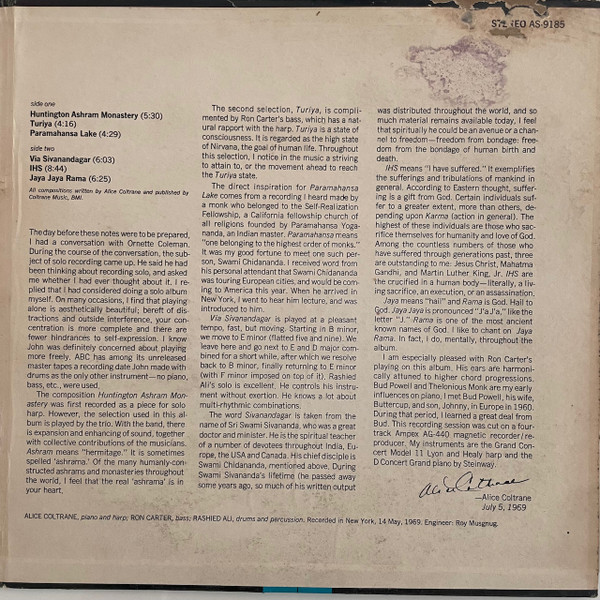 STEREO AS-9185
side one
Huntington Ashram Monastery (5:30)
Turiya (4:16)
Paramahansa Lake (4:29)
side two
Via Sivanandagar (6:03)
IHS (8:44)
Jaya Jaya Rama (6:25)
All compositions written by Alice Coltrane and published by
Coltrane Music, BMI.
The day before these notes were to be prepared,
I had a conversation with Ornette Coleman.
During the course of the conversation, the sub-
ject of solo recording came up. He said he had
been thinking about recording solo, and asked
me whether I had ever thought about it. I re-
plied that I had considered doing a solo album
myself. On many occasions, I find that playing
alone is aesthetically beautiful; bereft of dis-
tractions and outside interference, your con-
centration is more complete and there are
fewer hindrances to self-expression. I know
John was definitely concerned about playing
more freely. ABC has among its unreleased
master tapes a recording date John made with
drums as the only other instrument—no piano,
bass, etc., were used.
The composition Huntington Ashram Mon-
astery was first recorded as a piece for solo
harp. However, the selection used in this al-
bum is played by the trio. With the band, there
is expansion and enhancing of sound, together
with collective contributions of the musicians.
Ashram means "hermitage." It is sometimes
spelled 'ashrama.' Of the many humanly-con-
structed ashrams and monasteries throughout
the world, I feel that the real 'ashrama' is in
your heart.
The second selection, Turiya, is compli-
mented by Ron Carter's bass, which has a nat-
ural rapport with the harp. Turiya is a state of
consciousness. It is regarded as the high state
of Nirvana, the goal of human life. Throughout
this selection, I notice in the music a striving
to attain to, or the movement ahead to reach
the Turiya state.
The direct inspiration for Paramahansa
Lake comes from a recording I heard made by
a monk who belonged to the Self-Realization
Fellowship, a California fellowship church of
all religions founded by Paramahansa Yoga-
nanda, an Indian master. Paramahansa means
"one belonging to the highest order of monks."
It was my good fortune to meet one such per-
son, Swami Chidananda. I received word from
his personal attendant that Swami Chidananda
was touring European cities, and would be com-
ing to America this year. When he arrived in
New York, I went to hear him lecture, and was
introduced to him.
Via Sivanandagar is played at a pleasant
tempo, fast, but moving. Starting in B minor,
we move to E minor (flatted five and nine). We
leave here and go next to E and D major com-
bined for a short while, after which we resolve
back to B minor, finally returning to E minor
(with F minor imposed on top of it). Rashied
Ali's solo is excellent. He controls his instru-
ment without exertion. He knows a lot about
mult-rhythmic combinations.
The word Sivanandagar is taken from the
name of Sri Swami Sivananda, who was a great
doctor and minister. He is the spiritual teacher
of a number of devotees throughout India, Eu-
rope, the USA and Canada. His chief disciple is
Swami Chidananda, mentioned above. During
Swami Sivananda's lifetime (he passed away
some years ago, so much of his written output
was distributed throughout the world, and so
much material remains available today, I feel
that spiritually he could be an avenue or a chan-
nel to freedom—freedom from bondage: free-
dom from the bondage of human birth and
death.
IHS means "I have suffered." It exemplifies
the sufferings and tribulations of mankind in
general. According to Eastern thought, suffer-
ing is a gift from God. Certain individuals suf-
fer to a greater extent, more than others, de-
pending upon Karma (action in general). The
highest of these individuals are those who sac-
rifice themselves for humanity and love of God.
Among the countless numbers of those who
have suffered through generations past, three
are outstanding to me: Jesus Christ, Mahatma
Gandhi, and Martin Luther King, Jr. IHS are
the crucified in a human body—literally, a liv-
ing sacrifice, an execution, or an assassination.
Jaya means "hail" and Rama is God. Hail to
God. Jaya Jaya is pronounced "J'a J'a," like the
letter "J." Rama is one of the most ancient
known names of God. I like to chant on Jaya
Rama. In fact, I do, mentally, throughout the
album.
I am especially pleased with Ron Carter's
playing on this album. His ears are harmoni-
cally attuned to higher chord progressions.
Bud Powell and Thelonious Monk are my early
influences on piano. I met Bud Powell, his wife,
Buttercup, and son, Johnny, in Europe in 1960.
During that period, I learned a great deal from
Bud. This recording session was cut on a four-
track Ampex AG-440 magnetic recorder/re-
producer. My instruments are the Grand Con-
cert Model 11 Lyon and Healy harp and the
D Concert Grand piano by Steinway.
Alice Coltrane
—Alice Coltrane
July 5, 1969
ALICE COLTRANE, piano and harp; RON CARTER, bass; RASHIED ALI, drums and percussion. Recorded in New York, 14 May, 1969. Engineer: Roy Musgnug.